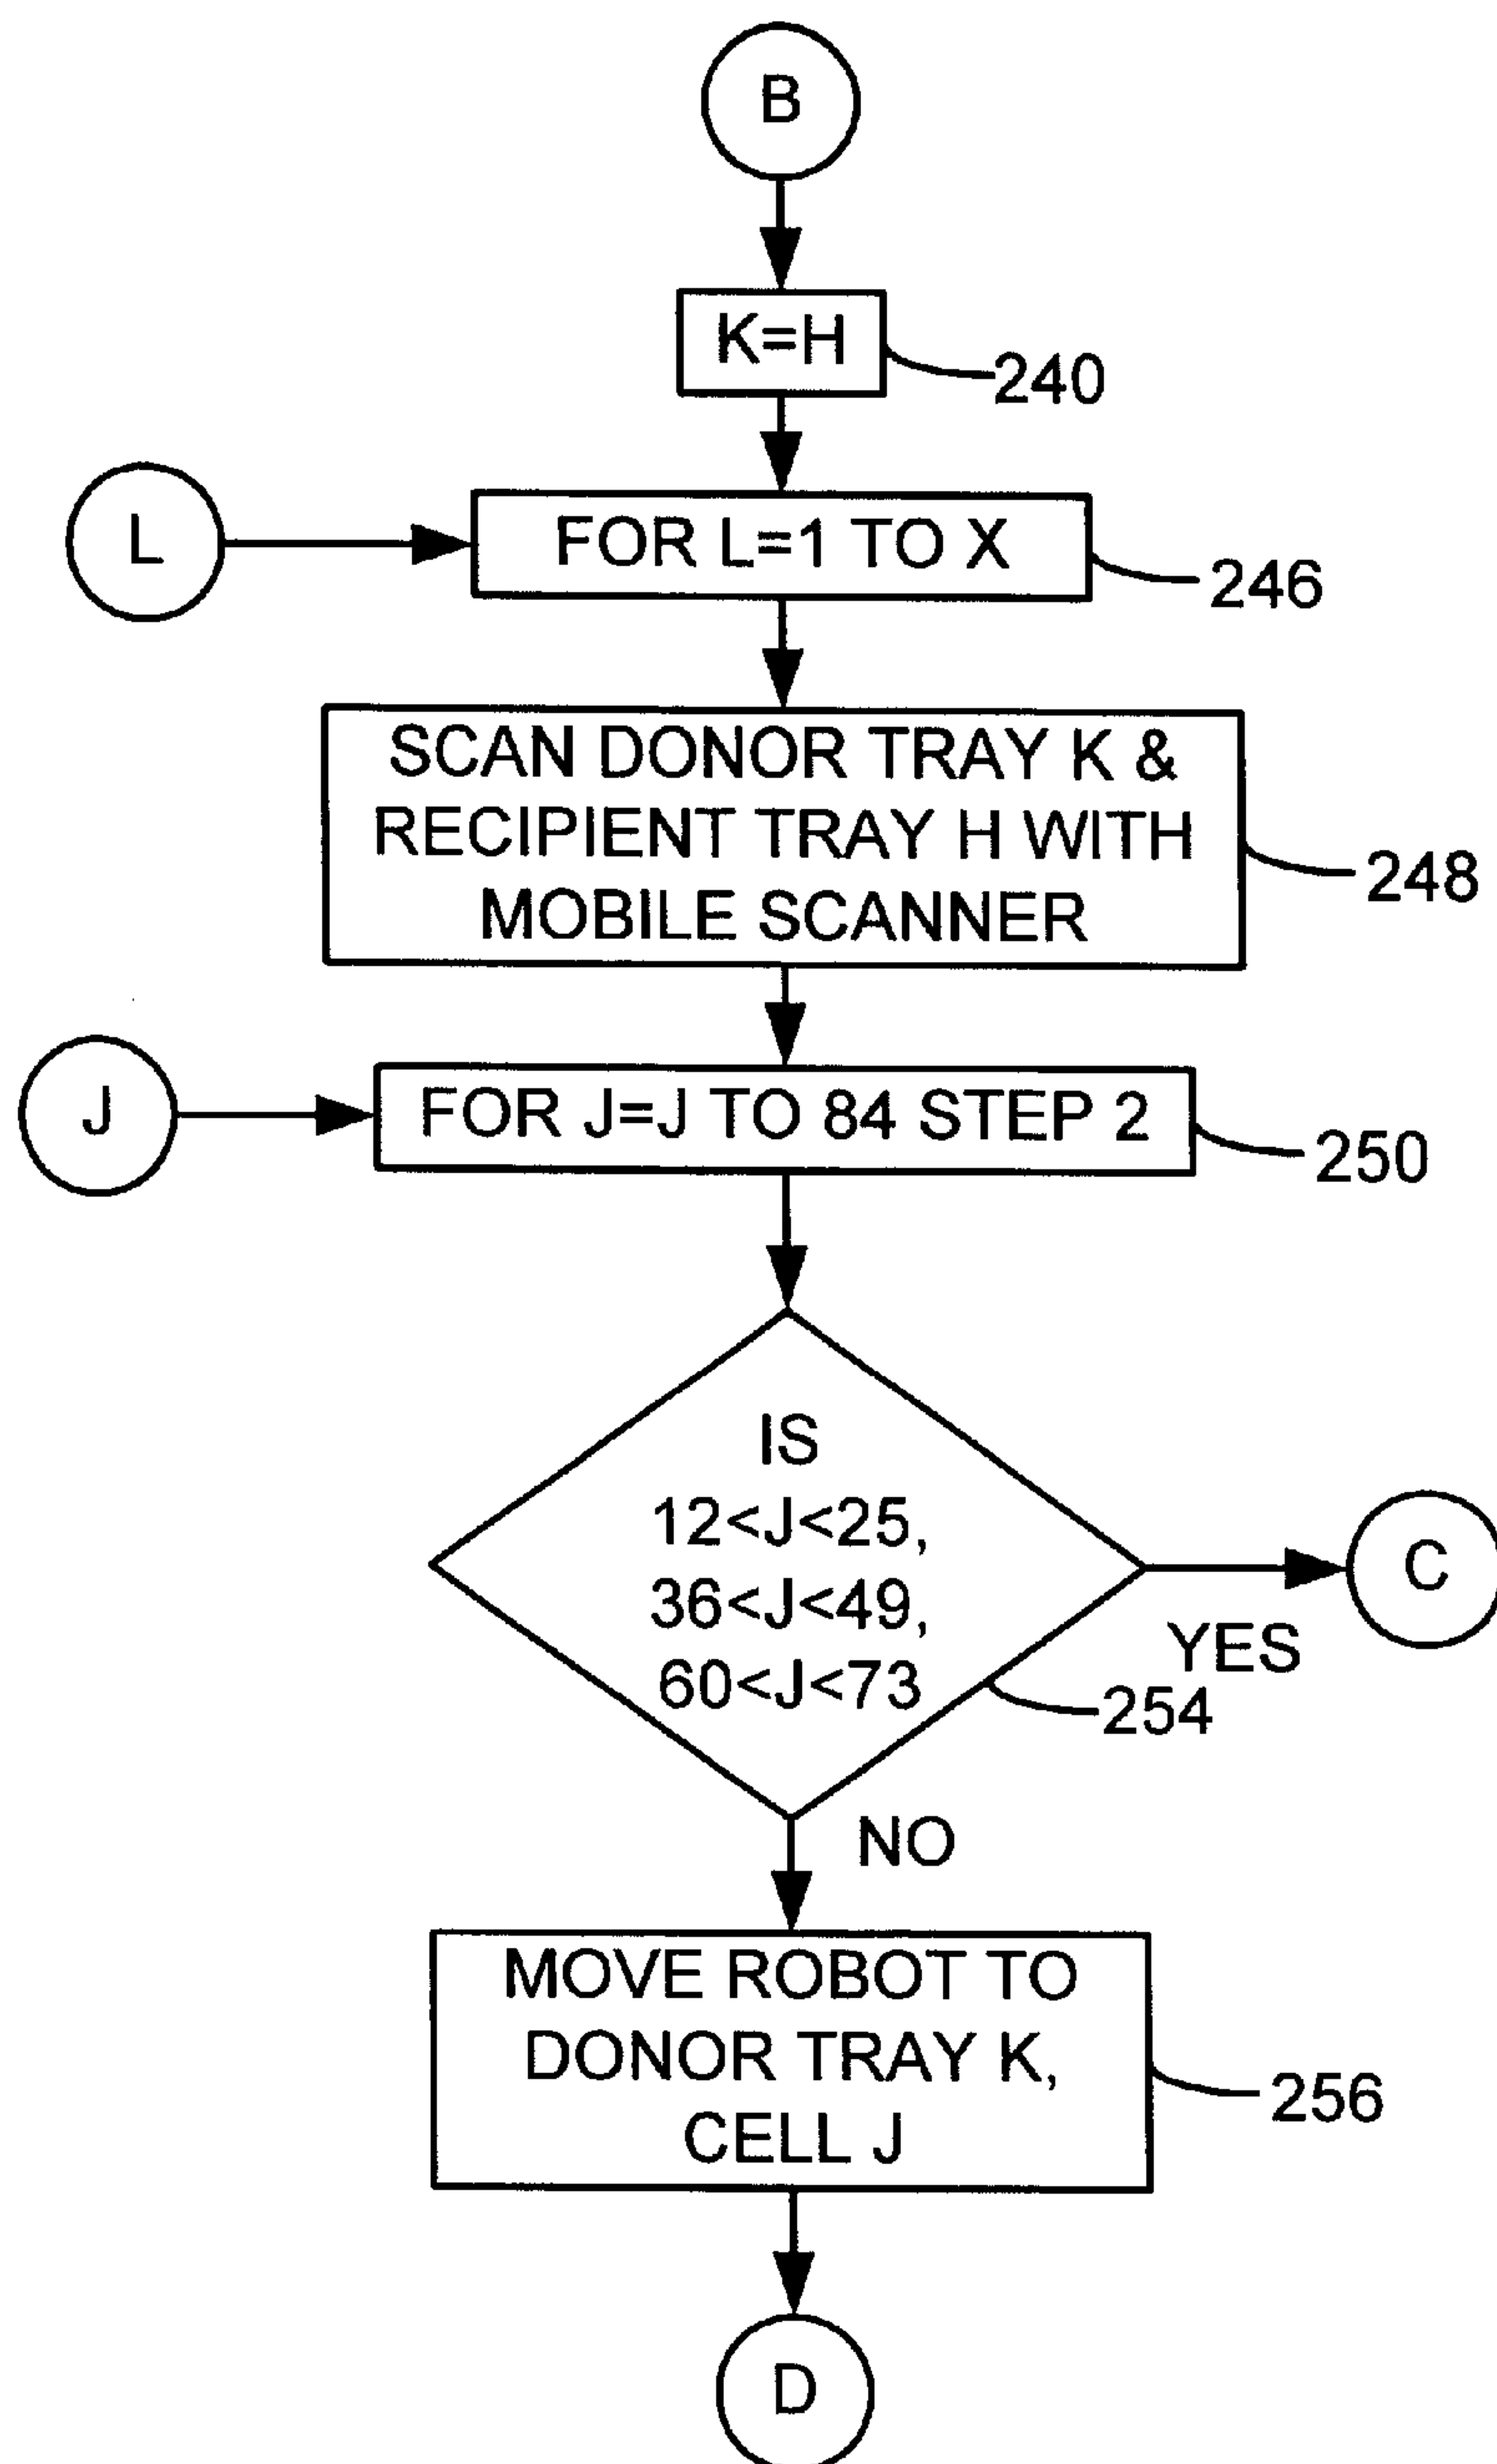 B
K=H
240
L
FOR L=1 TO X
246
SCAN DONOR TRAY K &
RECIPIENT TRAY H WITH
MOBILE SCANNER
248
J
FOR J=J TO 84 STEP 2
250
IS
12<J<25,
36<J<49,
60<J<73
C
YES
254
NO
MOVE ROBOT TO
DONOR TRAY K,
CELL J
256
D